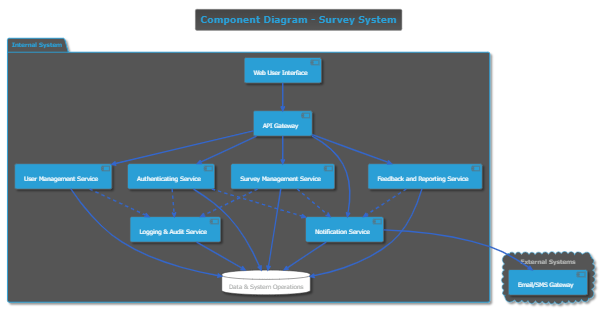 Component Diagram - Survey System
Internal System
Web User Interface
API Gateway
User Management Service
Authenticating Service
Survey Management Service
Feedback and Reporting Service
Logging & Audit Service
Notification Service
External Systems
Email/SMS Gateway
Data & System Operations